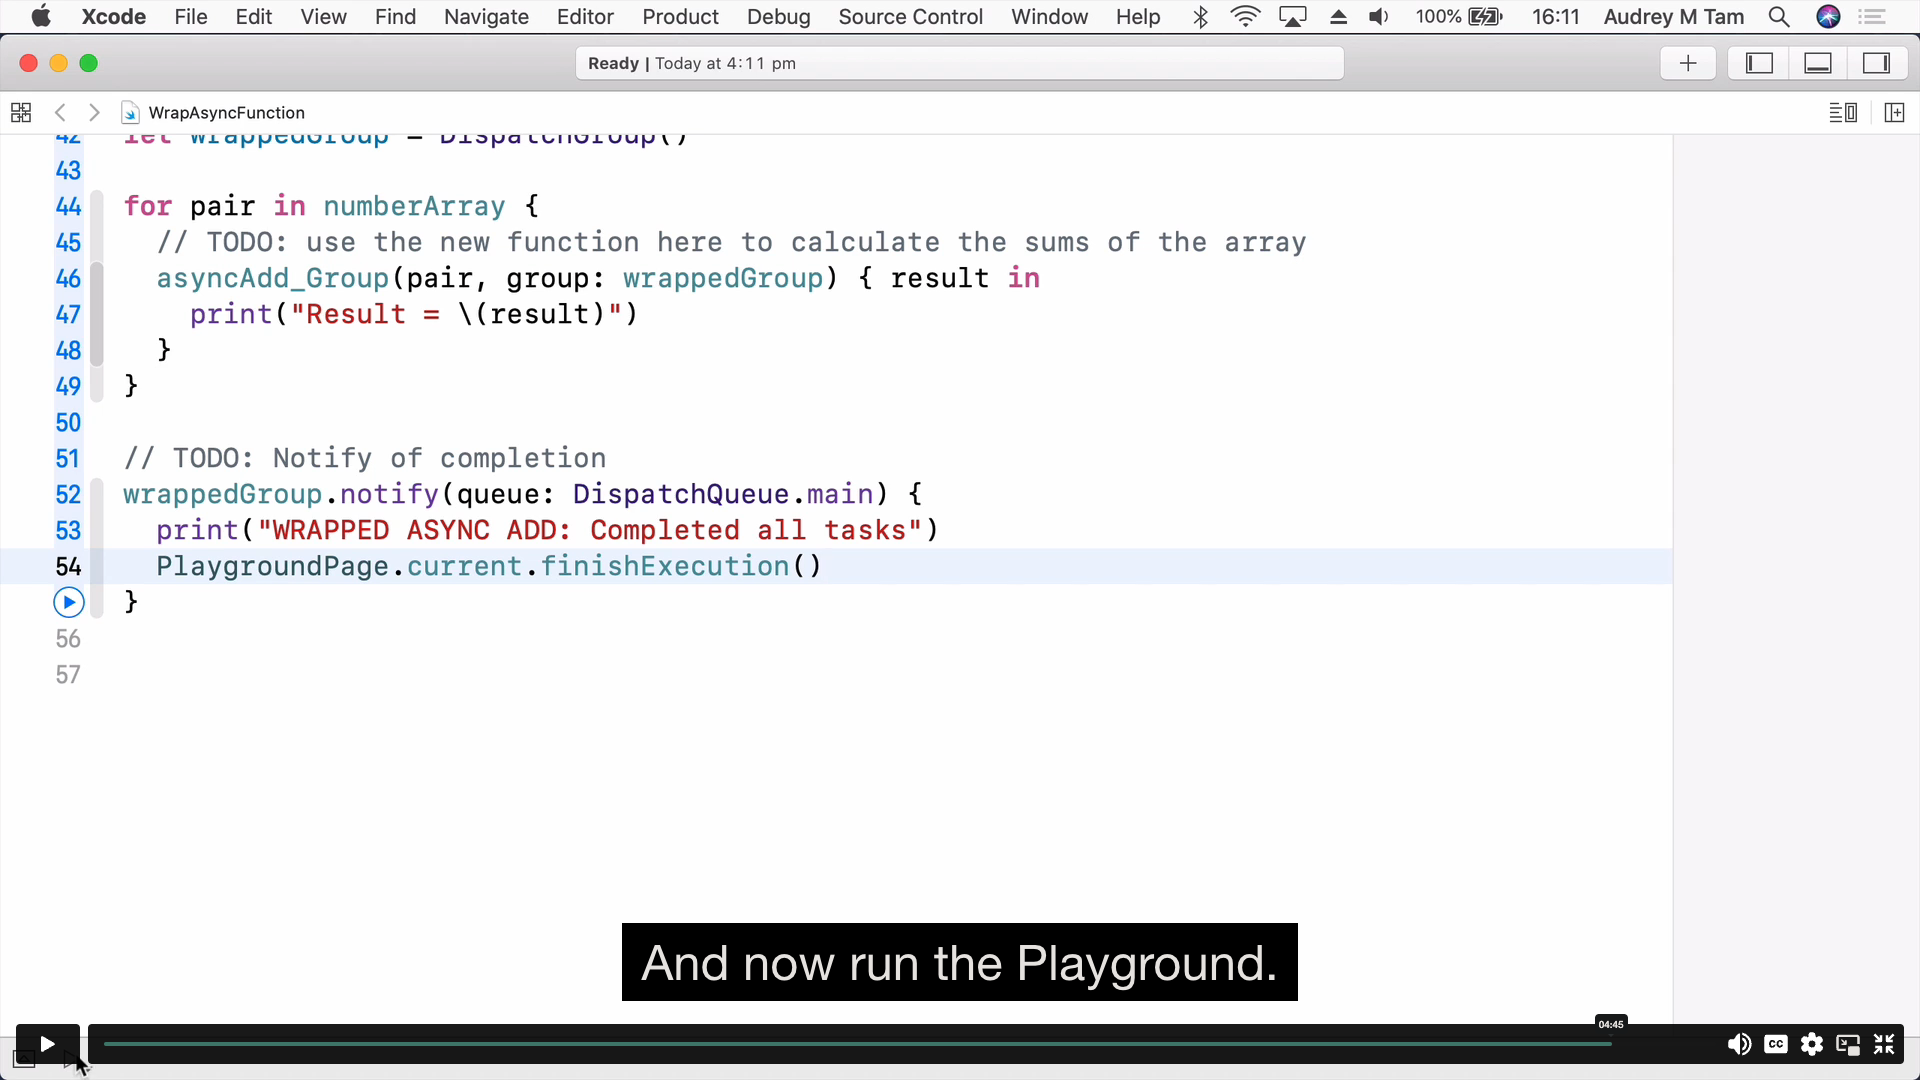 Xcode File Edit View Find Navigate Editor Product Debug Source Control Window Help 100% 16:11 Audrey M Tam
Ready | Today at 4:11 pm
WrapAsyncFunction
42 let wrappedGroup = DispatchGroup()
43
44 for pair in numberArray {
45 // TODO: use the new function here to calculate the sums of the array
46 asyncAdd_Group(pair, group: wrappedGroup) { result in
47 print("Result = \(result)")
48 }
49 }
50
51 // TODO: Notify of completion
52 wrappedGroup.notify(queue: DispatchQueue.main) {
53 print("WRAPPED ASYNC ADD: Completed all tasks")
54 PlaygroundPage.current.finishExecution()
}
56
57
And now run the Playground.
04:45
CC